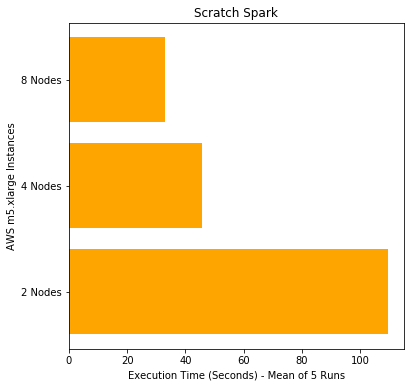 Scratch Spark
AWS m5.xlarge Instances
8 Nodes
4 Nodes
2 Nodes
0 20 40 60 80 100
Execution Time (Seconds) - Mean of 5 Runs